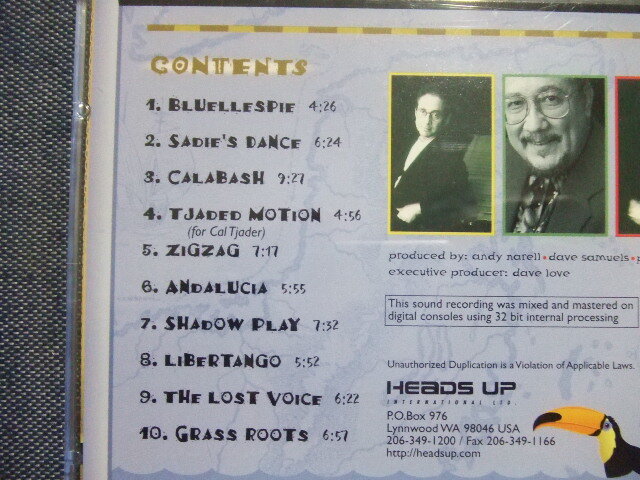 CONTENTS
1. BLUELLESPIE 4:26
2. SADIE'S DANCE 6:24
3. CALABASH 9:27
4. TJADED MOTION 4:56
(for Cal Tjader)
5. ZIGZAG 7:17
6. ANDALUCIA 5:55
7. SHADOW PLAY 7:32
8. LIBERTANGO 5:52
9. THE LOST VOICE 6:22
10. GRASS ROOTS 6:57
produced by: andy narell • dave samuels •
executive producer: dave love
This sound recording was mixed and mastered on
digital consoles using 32 bit internal processing
Unauthorized Duplication is a Violation of Applicable Laws.
HEADS UP
INTERNATIONAL LTD.
P.O.Box 976
Lynnwood WA 98046 USA
206-349-1200 / Fax 206-349-1166
http://headsup.com/